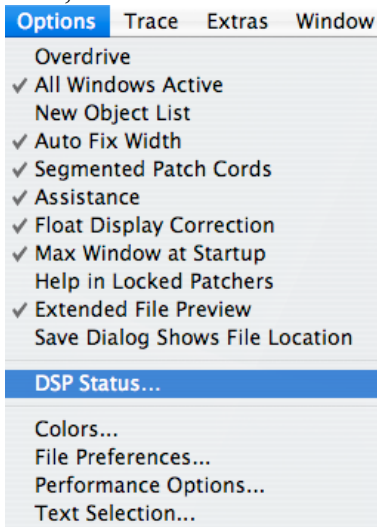 Options Trace Extras Window
Overdrive
✓ All Windows Active
New Object List
✓ Auto Fix Width
✓ Segmented Patch Cords
✓ Assistance
✓ Float Display Correction
✓ Max Window at Startup
Help in Locked Patchers
✓ Extended File Preview
Save Dialog Shows File Location
DSP Status...
Colors...
File Preferences...
Performance Options...
Text Selection...